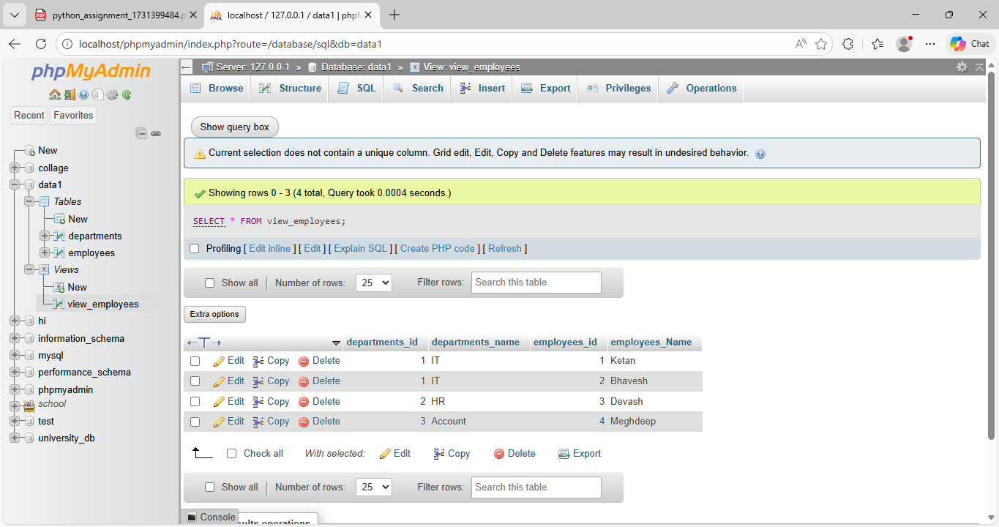 python_assignment_1731399484.p
localhost / 127.0.0.1 / data1 | phpM
localhost/phpmyadmin/index.php?route=/database/sql&db=data1
Chat
phpMyAdmin
Recent
Favorites
New
collage
data1
Tables
New
departments
employees
Views
New
view_employees
hi
information_schema
mysql
performance_schema
phpmyadmin
school
test
university_db
Server: 127.0.0.1 » Database: data1 » View: view_employees
Browse Structure SQL Search Insert Export Privileges Operations
Show query box
Current selection does not contain a unique column. Grid edit, Edit, Copy and Delete features may result in undesired behavior.
Showing rows 0 - 3 (4 total, Query took 0.0004 seconds.)
SELECT * FROM view_employees;
Profiling [ Edit inline ] [ Edit ] [ Explain SQL ] [ Create PHP code ] [ Refresh ]
Show all | Number of rows: 25 Filter rows: Search this table
Extra options
departments_id departments_name employees_id employees_Name
Edit Copy Delete 1 IT 1 Ketan
Edit Copy Delete 1 IT 2 Bhavesh
Edit Copy Delete 2 HR 3 Devash
Edit Copy Delete 3 Account 4 Meghdeep
Check all With selected: Edit Copy Delete Export
Show all | Number of rows: 25 Filter rows: Search this table
Console
sults operations